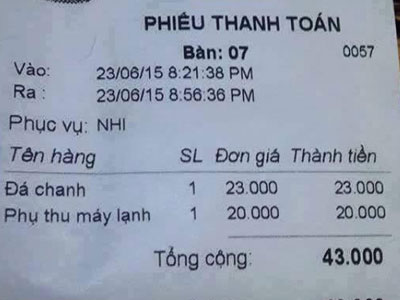 PHIẾU THANH TOÁN
Bàn: 07 0057
Vào: 23/06/15 8:21:38 PM
Ra : 23/06/15 8:56:36 PM
Phục vụ: NHI
Tên hàng SL Đơn giá Thành tiền
Đá chanh 1 23.000 23.000
Phụ thu máy lạnh 1 20.000 20.000
Tổng cộng: 43.000